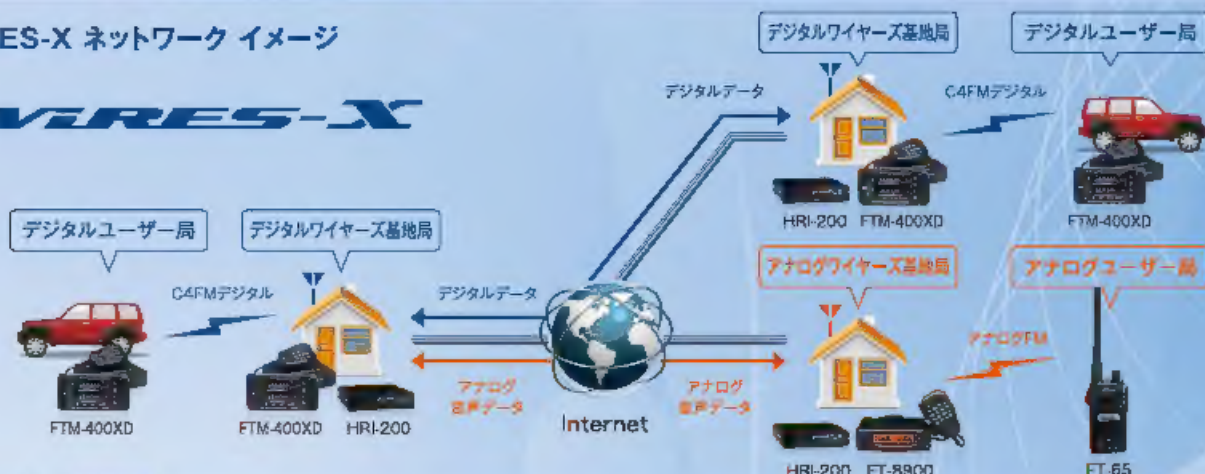 ES-X ネットワーク イメージ
WIRES-X
デジタルワイヤーズ基地局
デジタルユーザー局
デジタルデータ
C4FMデジタル
HRI-200 FTM-400XD
FTM-400XD
デジタルユーザー局
デジタルワイヤーズ基地局
C4FMデジタル
デジタルデータ
FTM-400XD
FTM-400XD HRI-200
アナログ
音声データ
Internet
アナログ
音声データ
アナログワイヤーズ基地局
アナログユーザー局
アナログFM
HRI-200 FT-8900
FT-65